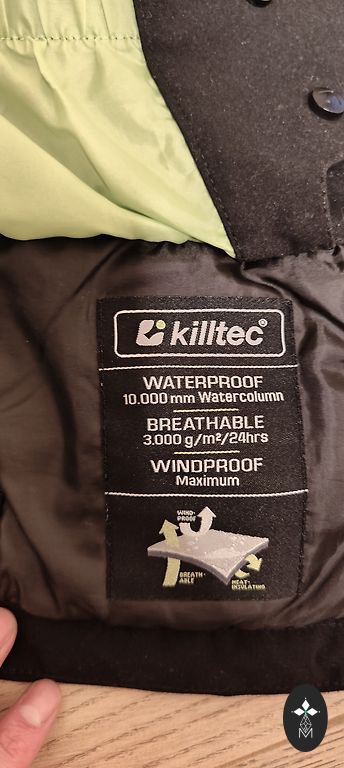 killtec®
WATERPROOF
10.000 mm Watercolumn
BREATHABLE
3.000 g/m²/24hrs
WINDPROOF
Maximum
WIND-
PROOF
BREATH-
ABLE
HEAT-
INSULATING
M